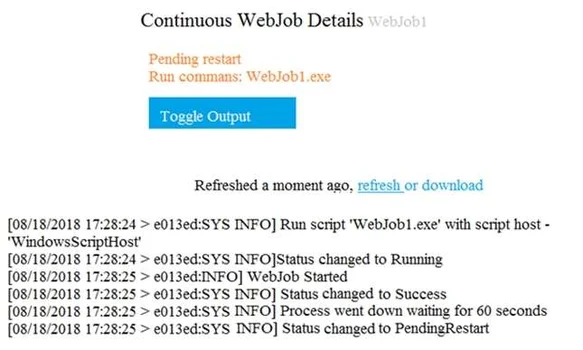 Continuous WebJob Details WebJob1
Pending restart
Run commans: WebJob1.exe
Toggle Output
Refreshed a moment ago, refresh or download
[08/18/2018 17:28:24 > e013ed:SYS INFO] Run script 'WebJob1.exe' with script host -
'WindowsScriptHost'
[08/18/2018 17:28:24 > e013ed:SYS INFO]Status changed to Running
[08/18/2018 17:28:25 > e013ed:INFO] WebJob Started
[08/18/2018 17:28:25 > e013ed:SYS INFO] Status changed to Success
[08/18/2018 17:28:25 > e013ed:SYS INFO] Process went down waiting for 60 seconds
[08/18/2018 17:28:25 > e013ed:SYS INFO] Status changed to PendingRestart